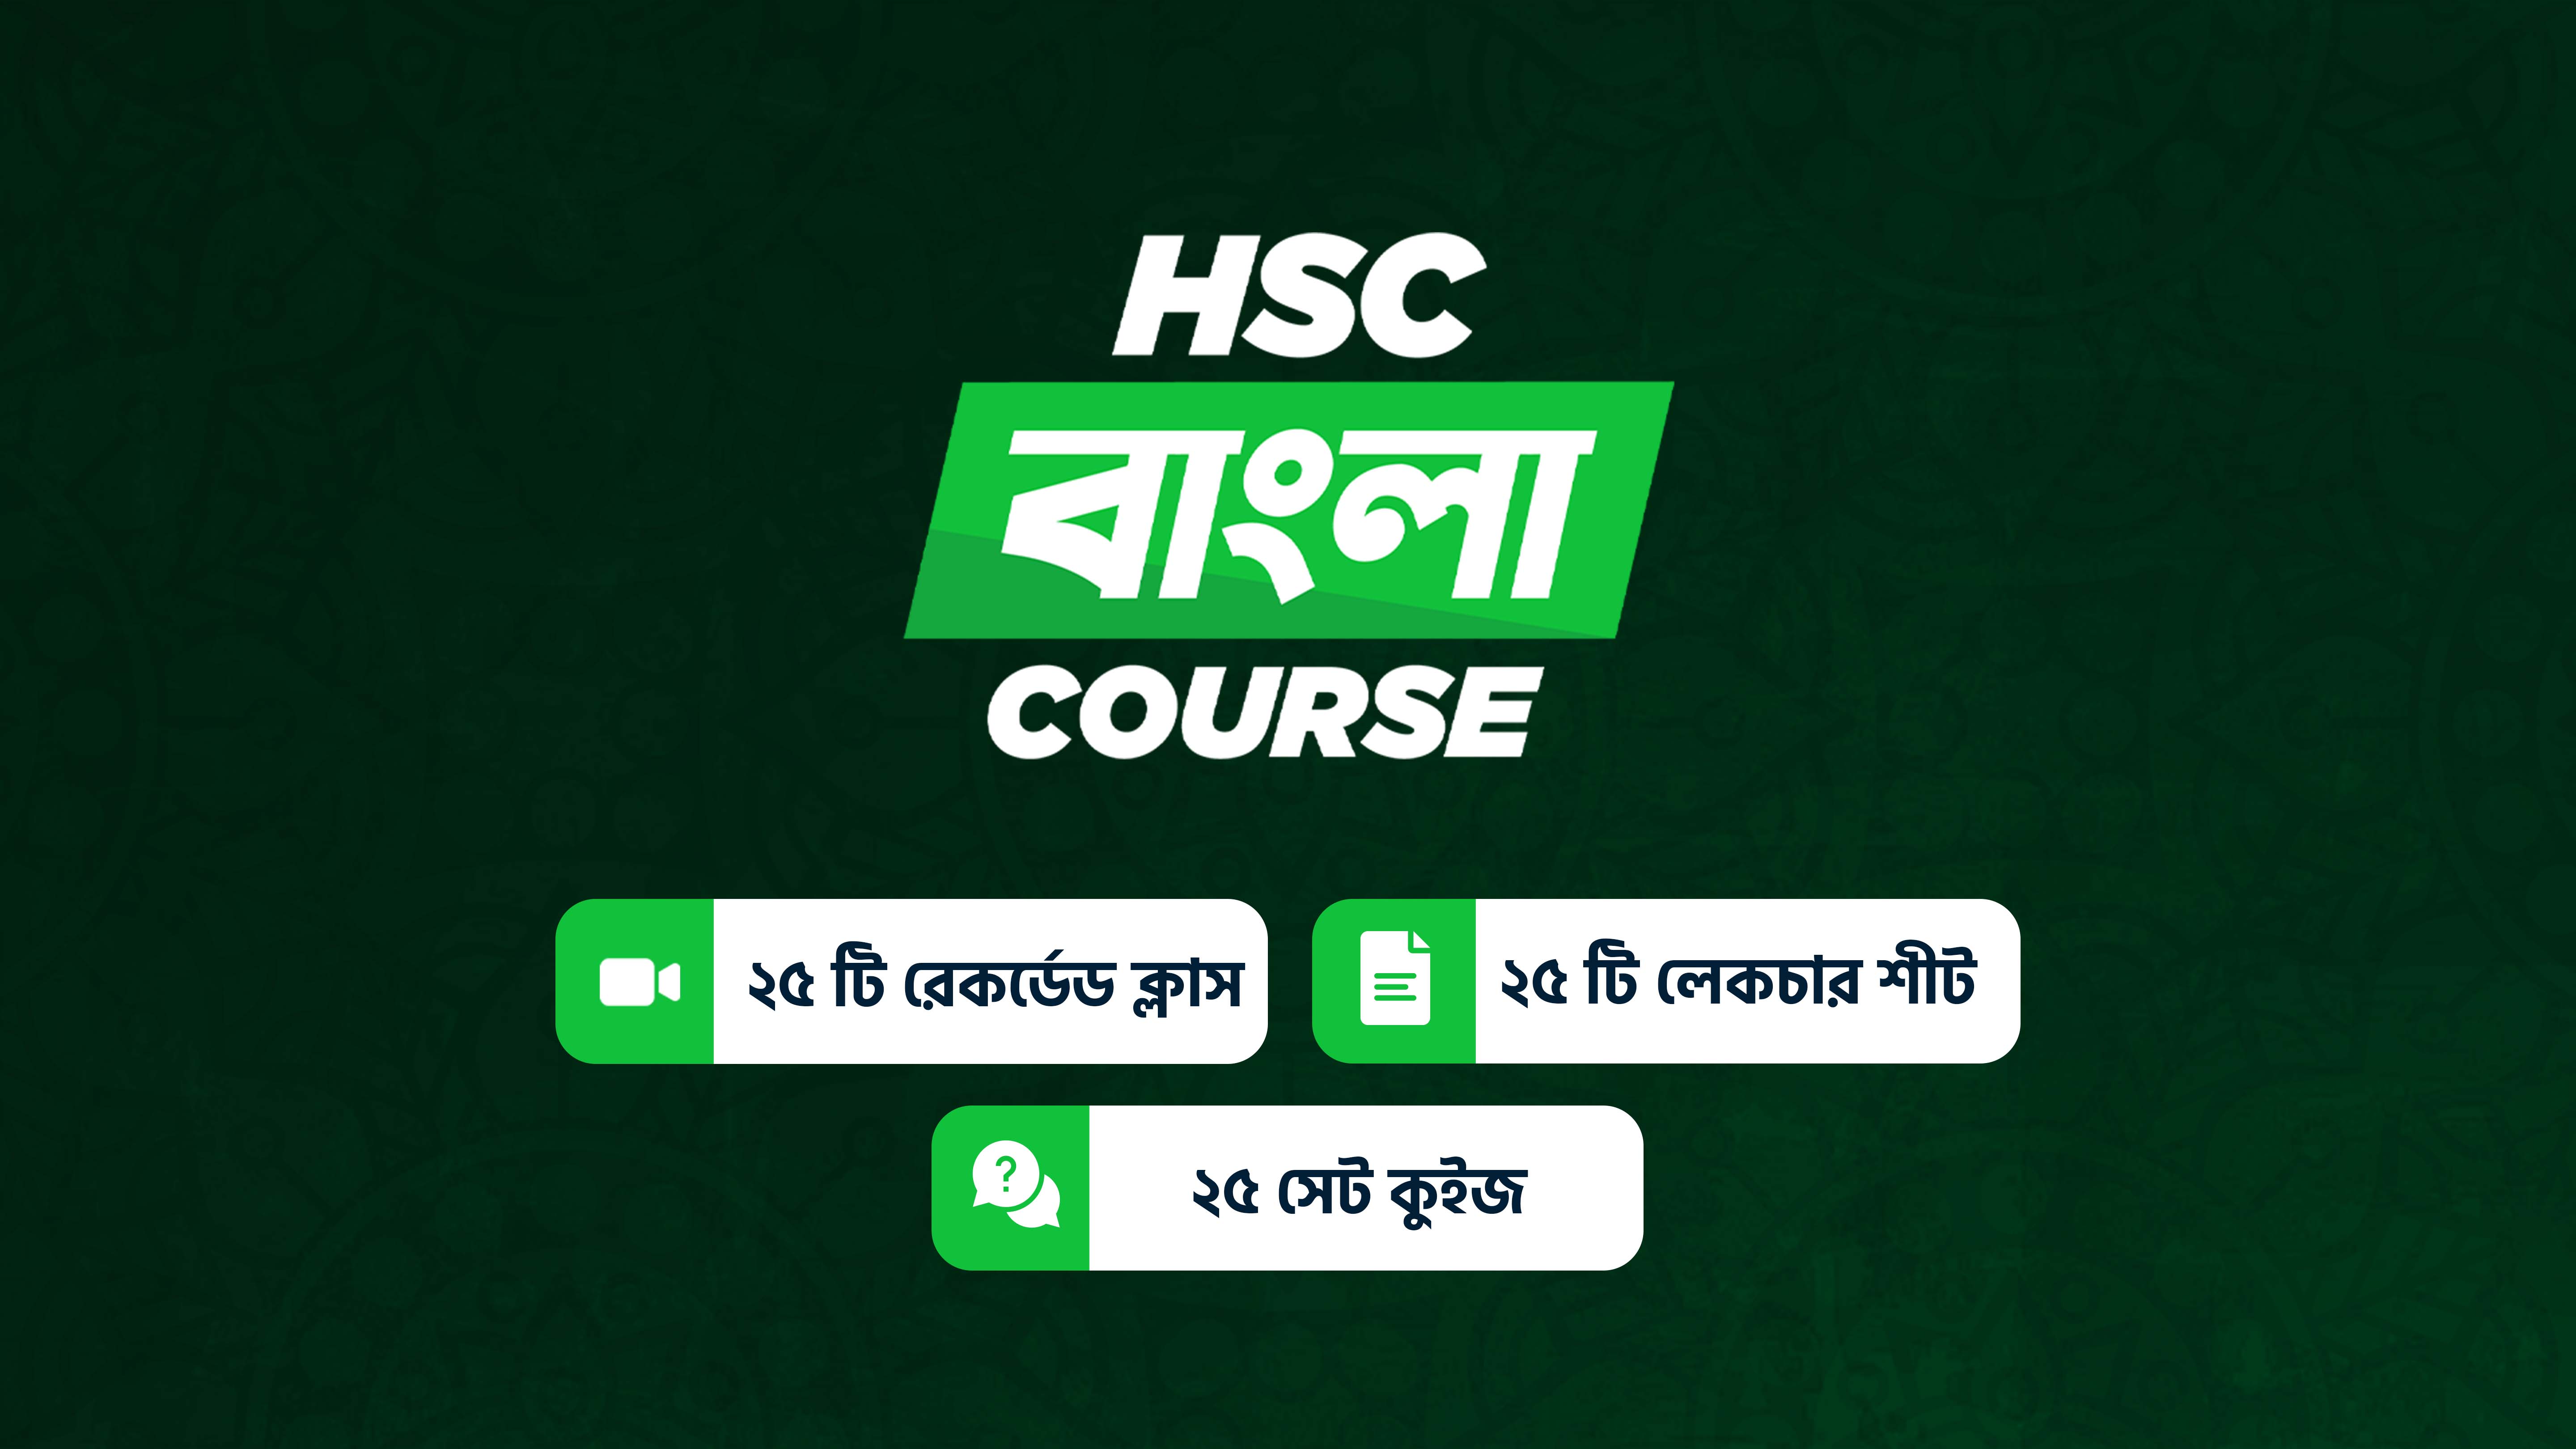 HSC
বাংলা
COURSE
২৫ টি রেকর্ডেড ক্লাস
২৫ টি লেকচার শীট
২৫ সেট কুইজ